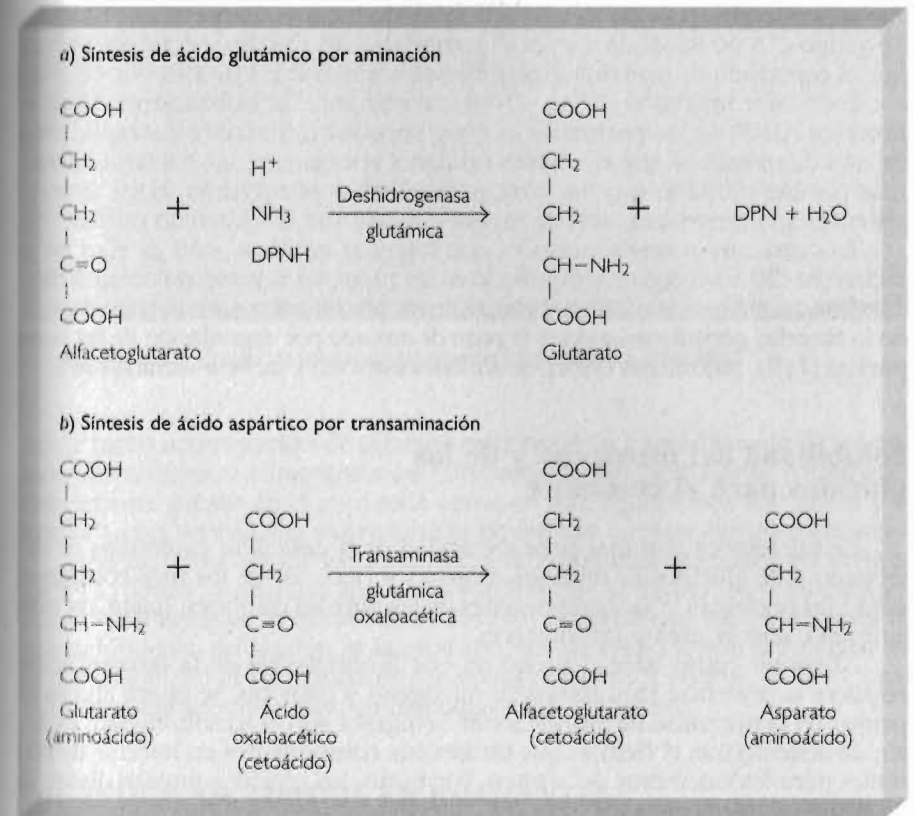 a) Síntesis de ácido glutámico por aminación
COOH COOH
CH₂ CH₂
H⁺
CH₂ + NH₃ Deshidrogenasa CH₂ + DPN + H₂O
glutámica
C=O DPNH CH–NH₂
COOH COOH
Alfacetoglutarato Glutarato
b) Síntesis de ácido aspártico por transaminación
COOH COOH
CH₂ COOH CH₂ COOH
CH₂ + CH₂ Transaminasa CH₂ + CH₂
glutámica
oxaloacética
CH–NH₂ C=O C=O CH–NH₂
COOH COOH COOH COOH
Glutarato Ácido Alfacetoglutarato Asparato
(aminoácido) oxaloacético (cetoácido) (aminoácido)
(cetoácido)